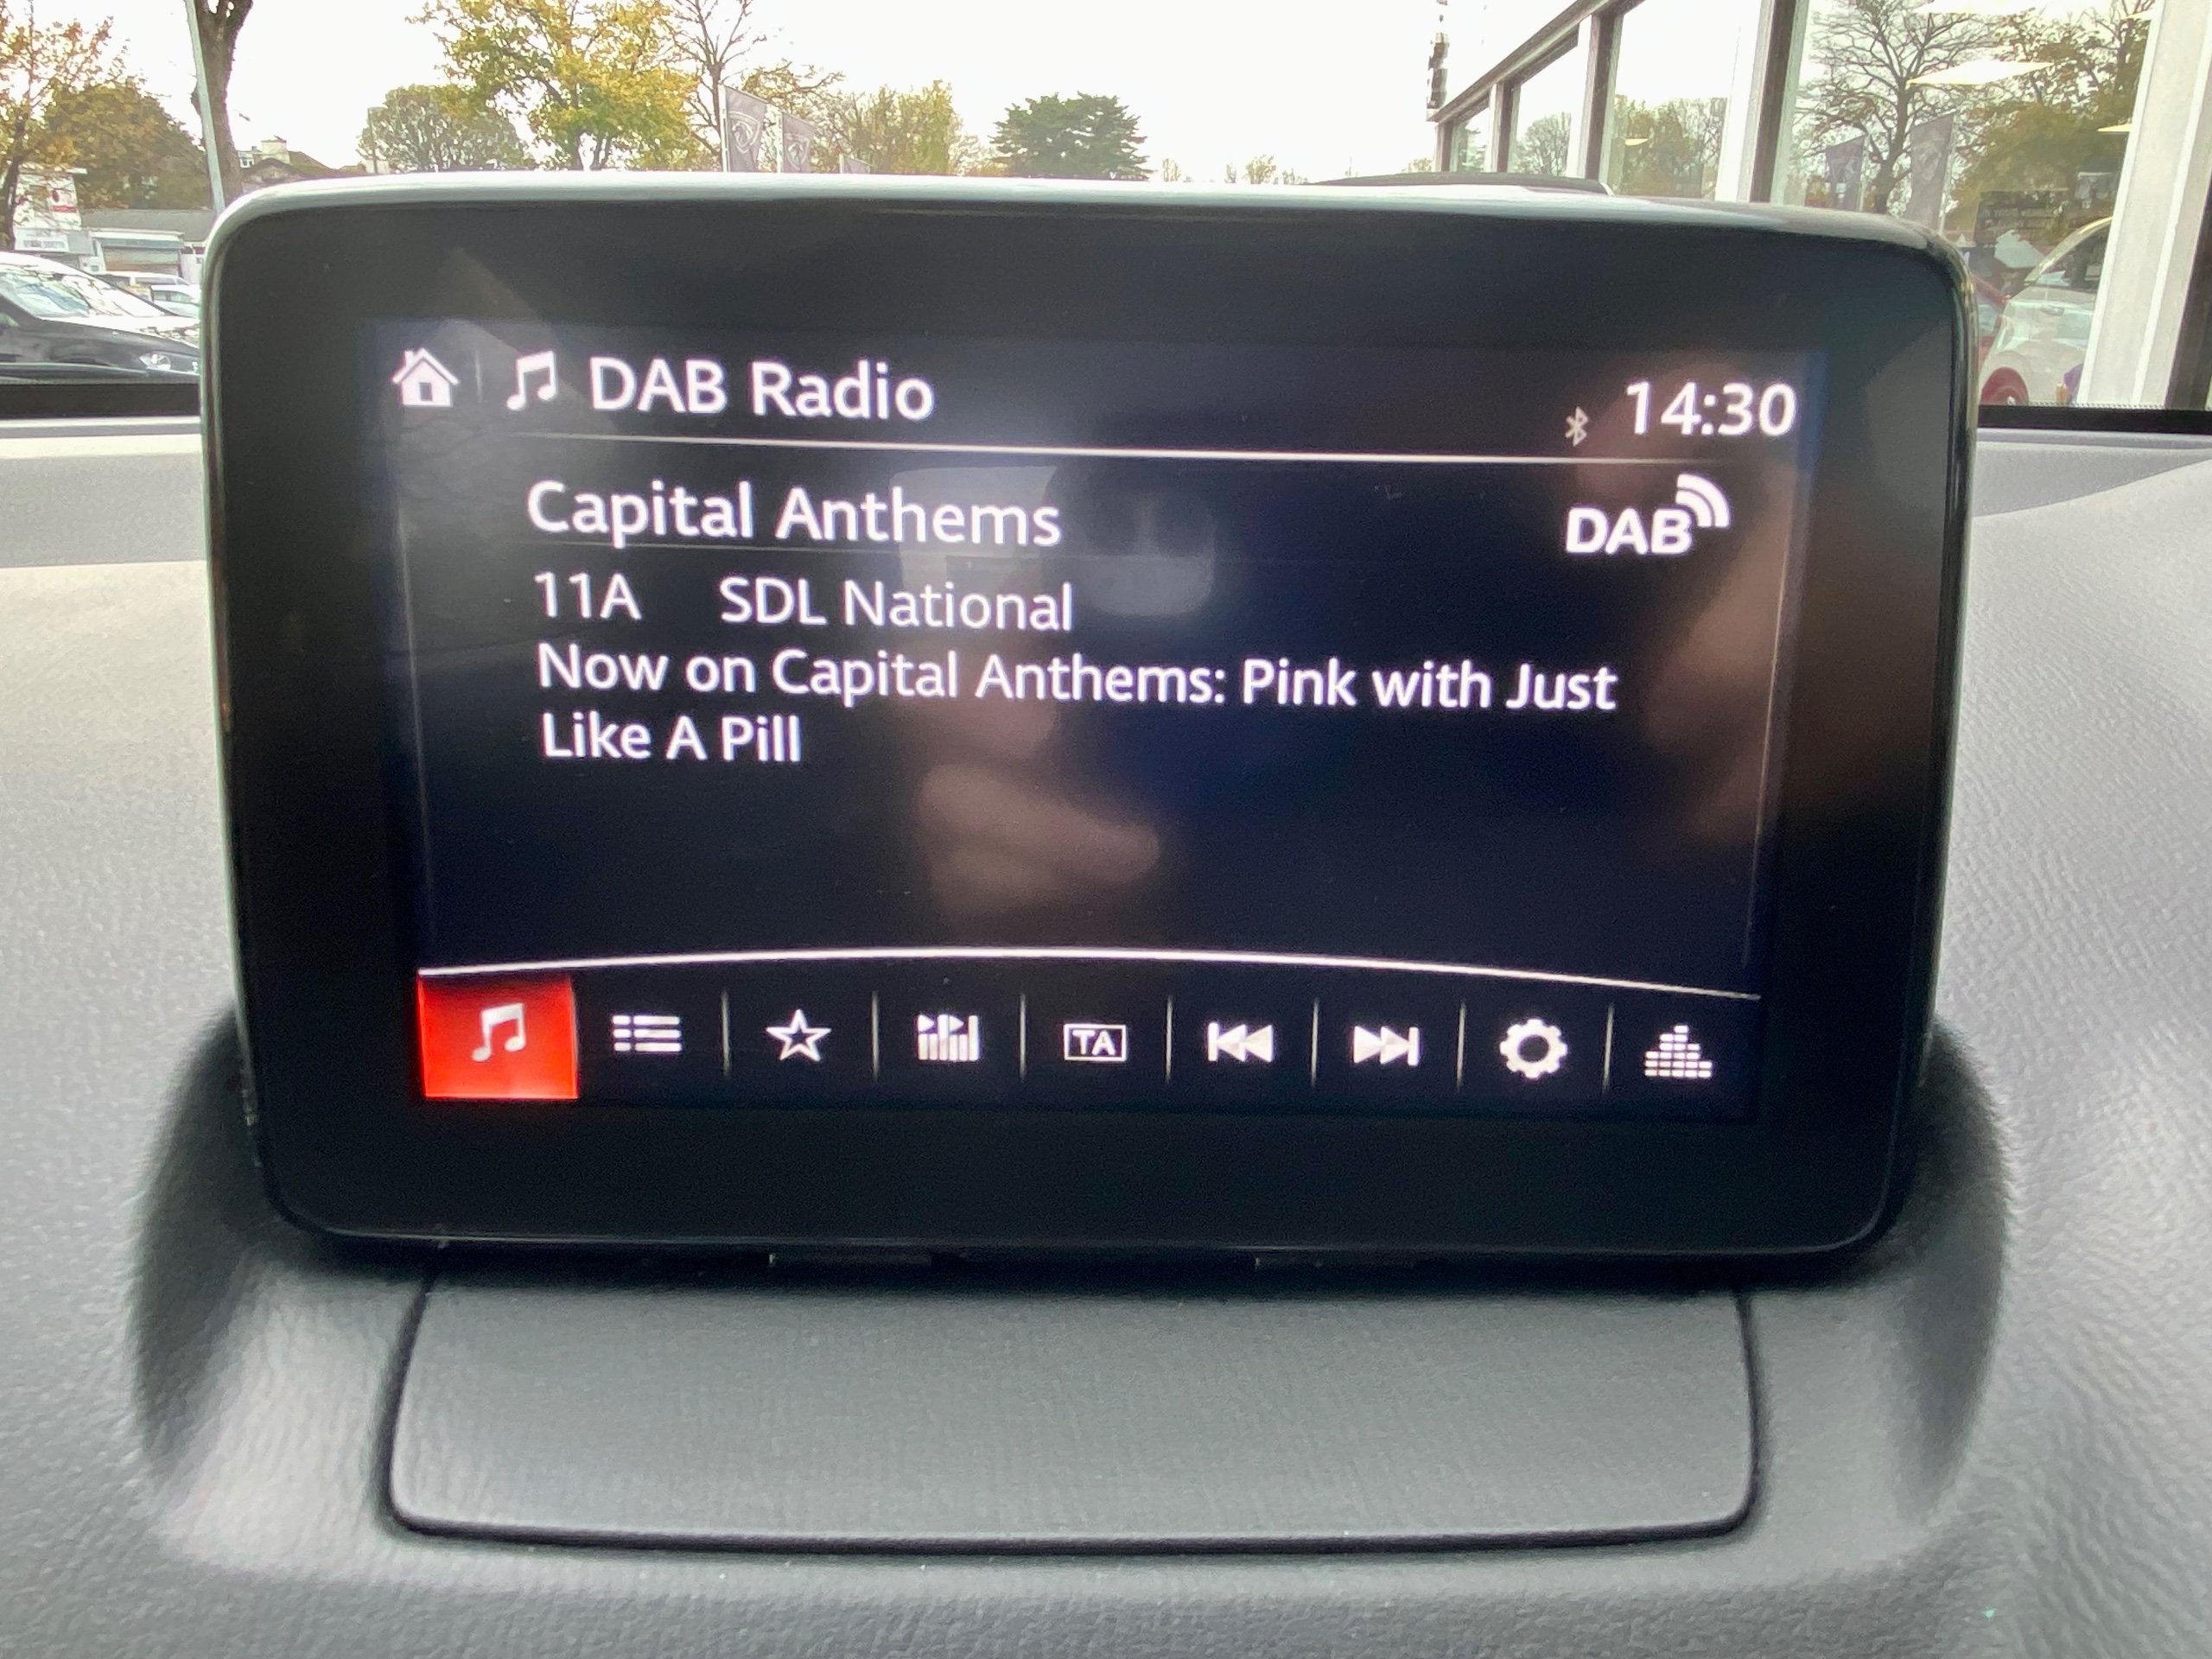 DAB Radio
14:30
Capital Anthems
DAB
11A SDL National
Now on Capital Anthems: Pink with Just
Like A Pill
TA